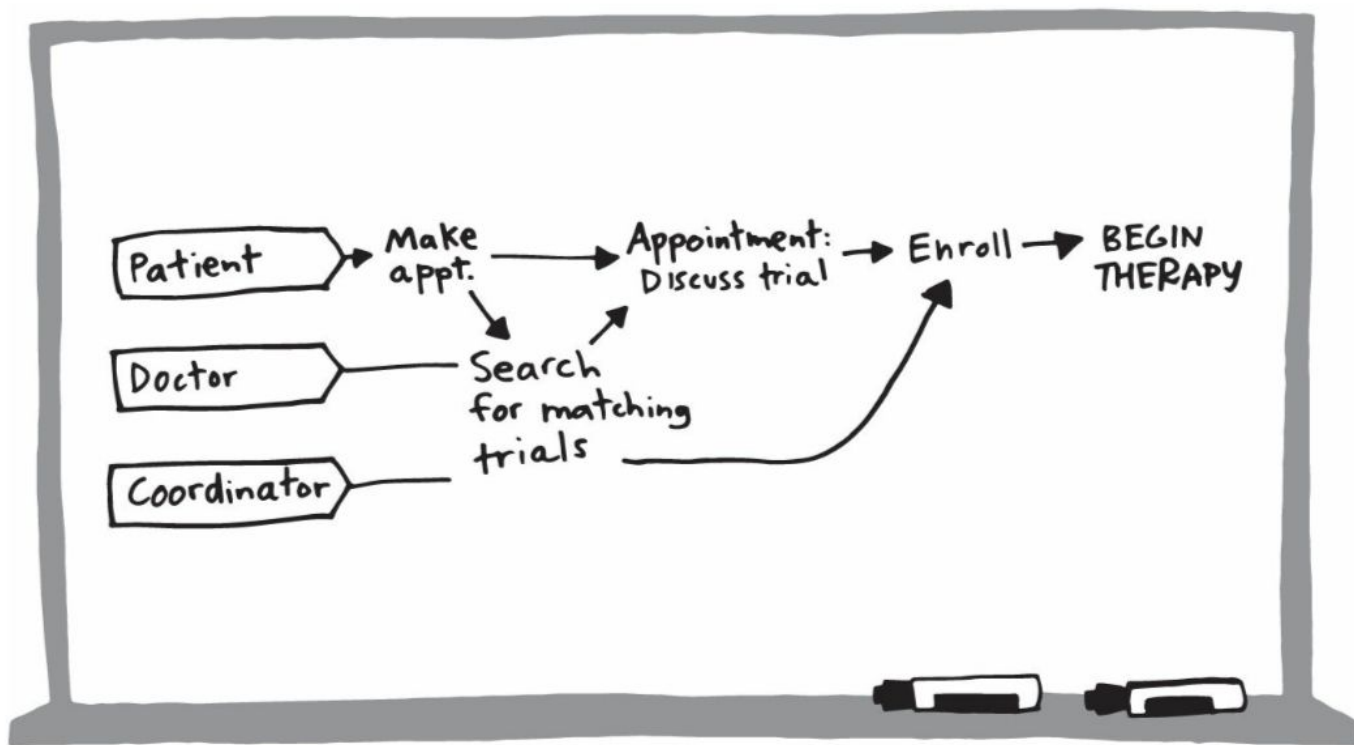 Patient
Make
appt.
Appointment:
Discuss trial
Enroll
BEGIN
THERAPY
Doctor
Search
for matching
trials
Coordinator